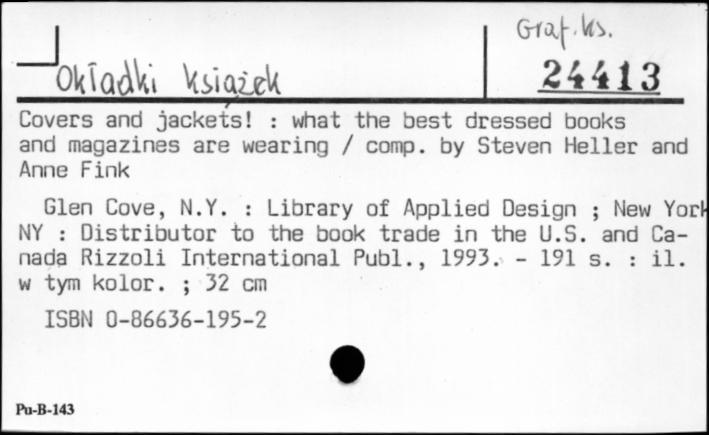 Graf. ks.
Okładki książek
24413
Covers and jackets! : what the best dressed books
and magazines are wearing / comp. by Steven Heller and
Anne Fink
Glen Cove, N.Y. : Library of Applied Design ; New York
NY : Distributor to the book trade in the U.S. and Ca-
nada Rizzoli International Publ., 1993. - 191 s. : il.
w tym kolor. ; 32 cm
ISBN 0-86636-195-2
Pu-B-143